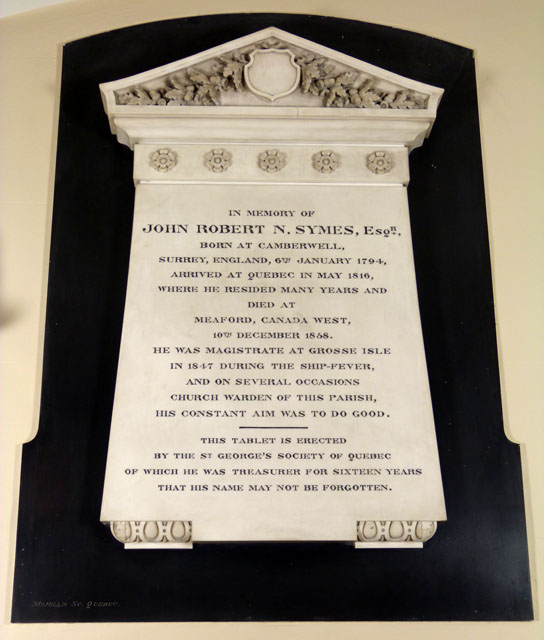 IN MEMORY OF
JOHN ROBERT N. SYMES, Esqr.,
BORN AT CAMBERWELL,
SURREY, ENGLAND, 6TH JANUARY 1794,
ARRIVED AT QUEBEC IN MAY 1816,
WHERE HE RESIDED MANY YEARS AND
DIED AT
MEAFORD, CANADA WEST,
10TH DECEMBER 1858.
HE WAS MAGISTRATE AT GROSSE ISLE
IN 1847 DURING THE SHIP-FEVER,
AND ON SEVERAL OCCASIONS
CHURCH WARDEN OF THIS PARISH,
HIS CONSTANT AIM WAS TO DO GOOD.
THIS TABLET IS ERECTED
BY THE ST GEORGE'S SOCIETY OF QUEBEC
OF WHICH HE WAS TREASURER FOR SIXTEEN YEARS
THAT HIS NAME MAY NOT BE FORGOTTEN.
QUEBEC